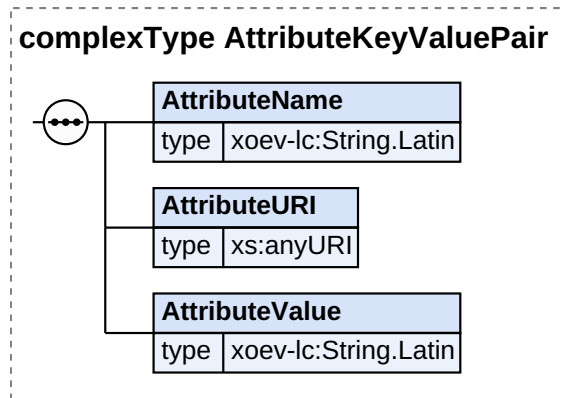 complexType AttributeKeyValuePair
AttributeName
type xoev-lc:String.Latin
AttributeURI
type xs:anyURI
AttributeValue
type xoev-lc:String.Latin